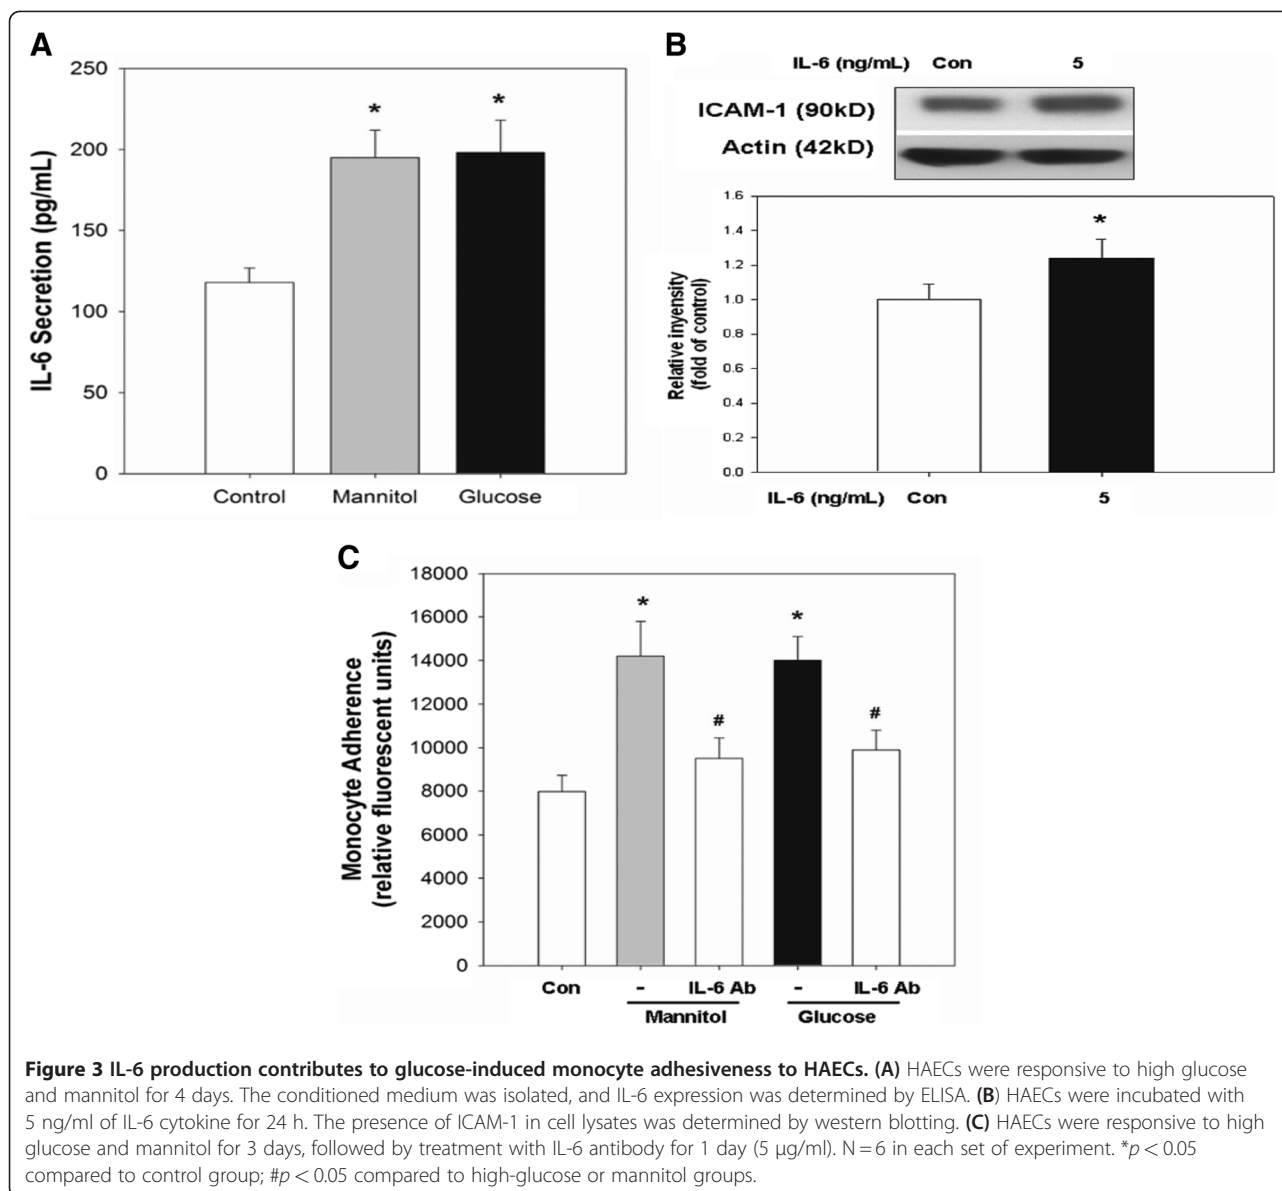 A
IL-6 Secretion (pg/mL)
250
200
150
100
50
0
*
*
Control Mannitol Glucose
B
IL-6 (ng/mL) Con 5
ICAM-1 (90kD)
Actin (42kD)
Relative inyensity
(fold of control)
1.6
1.4
1.2
1.0
0.8
0.6
0.4
0.2
0.0
*
IL-6 (ng/mL) Con 5
C
Monocyte Adherence
(relative fluorescent units)
18000
16000
14000
12000
10000
8000
6000
4000
2000
0
*
#
*
#
Con - IL-6 Ab - IL-6 Ab
Mannitol Glucose
Figure 3 IL-6 production contributes to glucose-induced monocyte adhesiveness to HAECs. (A) HAECs were responsive to high glucose
and mannitol for 4 days. The conditioned medium was isolated, and IL-6 expression was determined by ELISA. (B) HAECs were incubated with
5 ng/ml of IL-6 cytokine for 24 h. The presence of ICAM-1 in cell lysates was determined by western blotting. (C) HAECs were responsive to high
glucose and mannitol for 3 days, followed by treatment with IL-6 antibody for 1 day (5 μg/ml). N = 6 in each set of experiment. *p < 0.05
compared to control group; #p < 0.05 compared to high-glucose or mannitol groups.